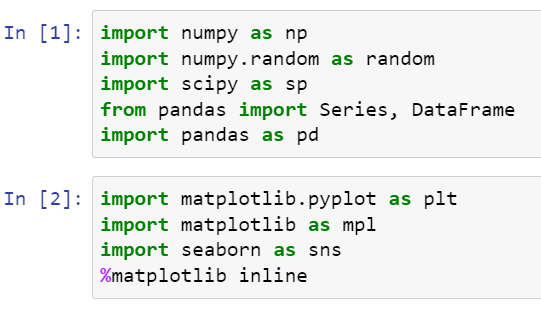 In [1]: import numpy as np
import numpy.random as random
import scipy as sp
from pandas import Series, DataFrame
import pandas as pd
In [2]: import matplotlib.pyplot as plt
import matplotlib as mpl
import seaborn as sns
%matplotlib inline